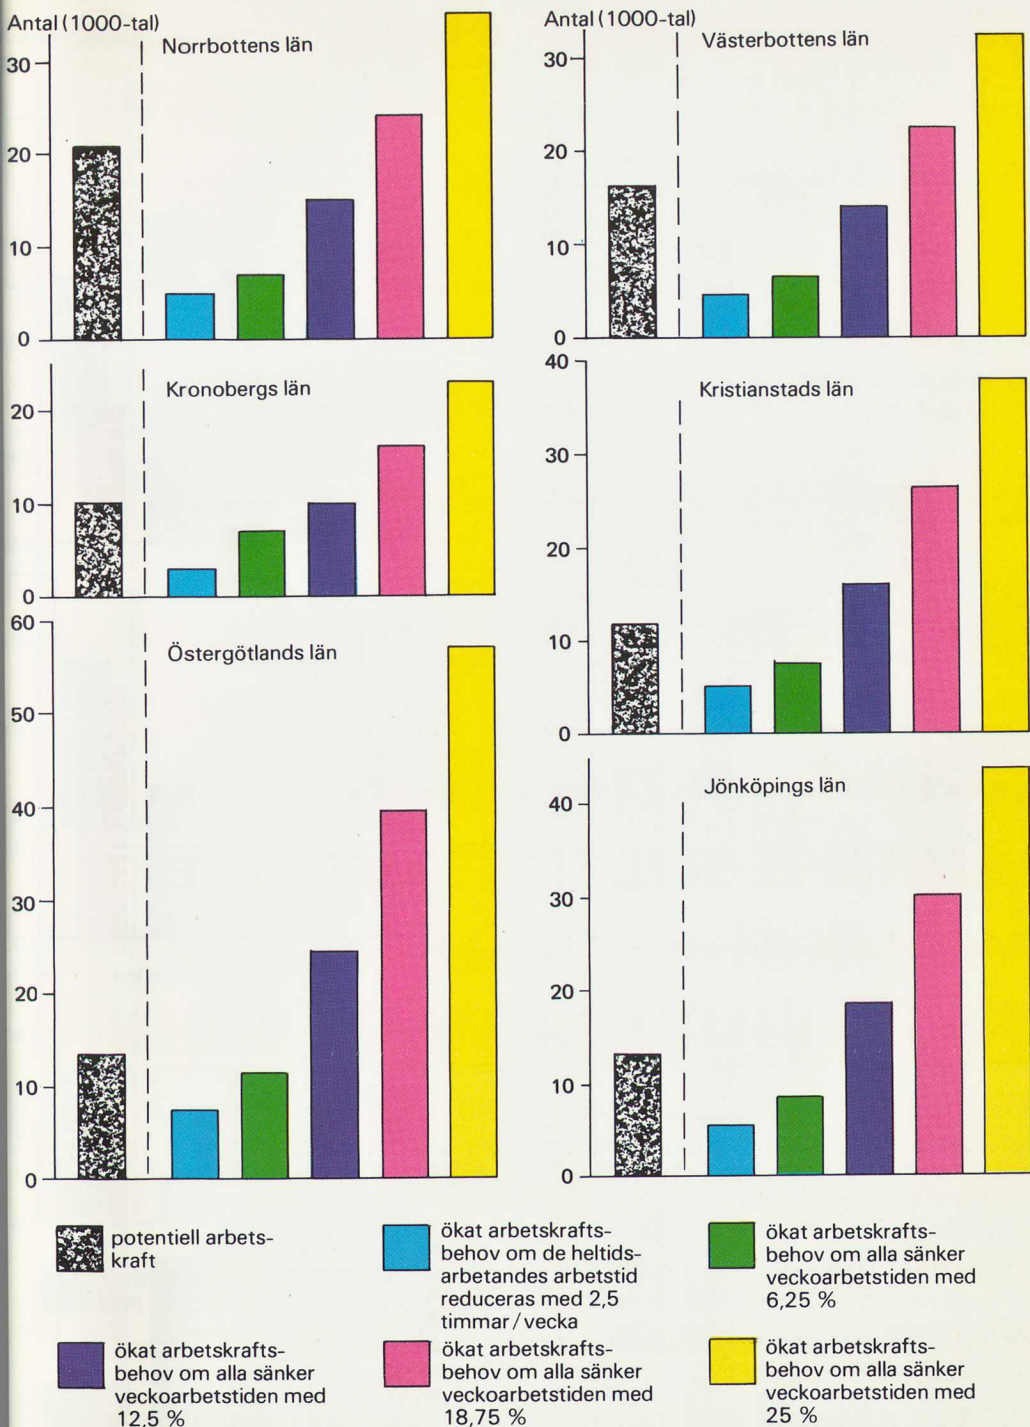 Antal (1000-tal)
Norrbottens län
30
20
10
0
Antal (1000-tal)
Västerbottens län
30
20
10
0
Kronobergs län
20
10
0
Kristianstads län
40
30
20
10
0
Östergötlands län
60
50
40
30
20
10
0
Jönköpings län
40
30
20
10
0
potentiell arbets-
kraft
ökat arbetskrafts-
behov om de heltids-
arbetandes arbetstid
reduceras med 2,5
timmar/vecka
ökat arbetskrafts-
behov om alla sänker
veckoarbetstiden med
6,25 %
ökat arbetskrafts-
behov om alla sänker
veckoarbetstiden med
12,5 %
ökat arbetskrafts-
behov om alla sänker
veckoarbetstiden med
18,75 %
ökat arbetskrafts-
behov om alla sänker
veckoarbetstiden med
25 %